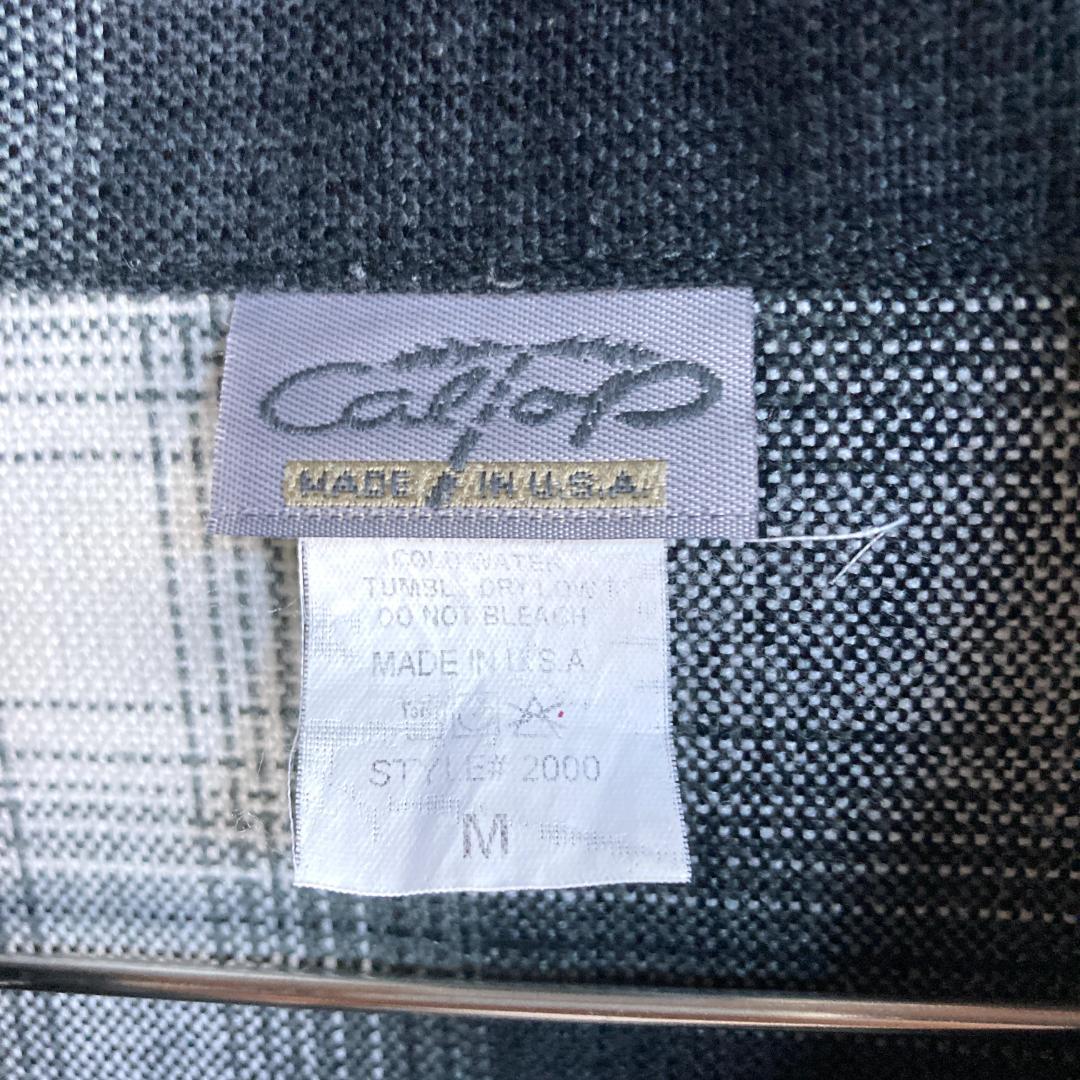 CalTop
MADE IN U.S.A.
COLD WATER
TUMBLE DRY LOW
DO NOT BLEACH
MADE IN U.S.A
STYLE# 2000
M